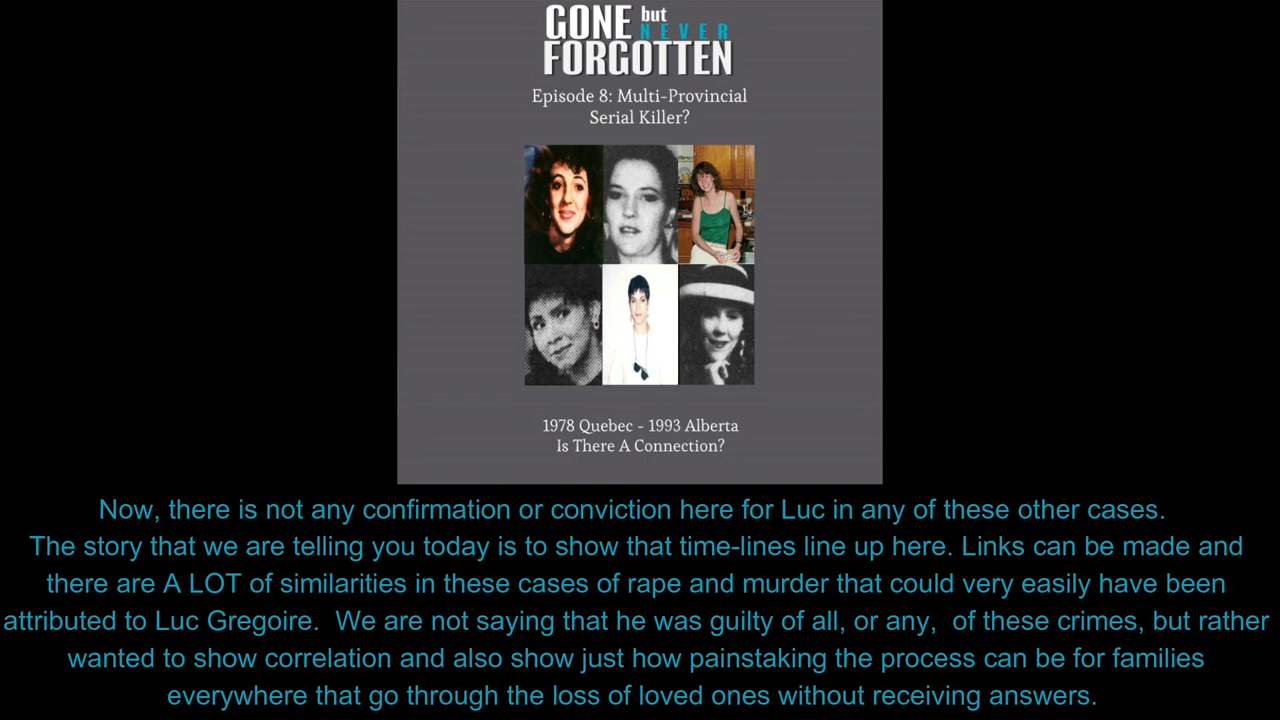 GONE but
NEVER
FORGOTTEN
Episode 8: Multi-Provincial
Serial Killer?
1978 Quebec - 1993 Alberta
Is There A Connection?
Now, there is not any confirmation or conviction here for Luc in any of these other cases.
The story that we are telling you today is to show that time-lines line up here. Links can be made and
there are A LOT of similarities in these cases of rape and murder that could very easily have been
attributed to Luc Gregoire.  We are not saying that he was guilty of all, or any,  of these crimes, but rather
wanted to show correlation and also show just how painstaking the process can be for families
everywhere that go through the loss of loved ones without receiving answers.